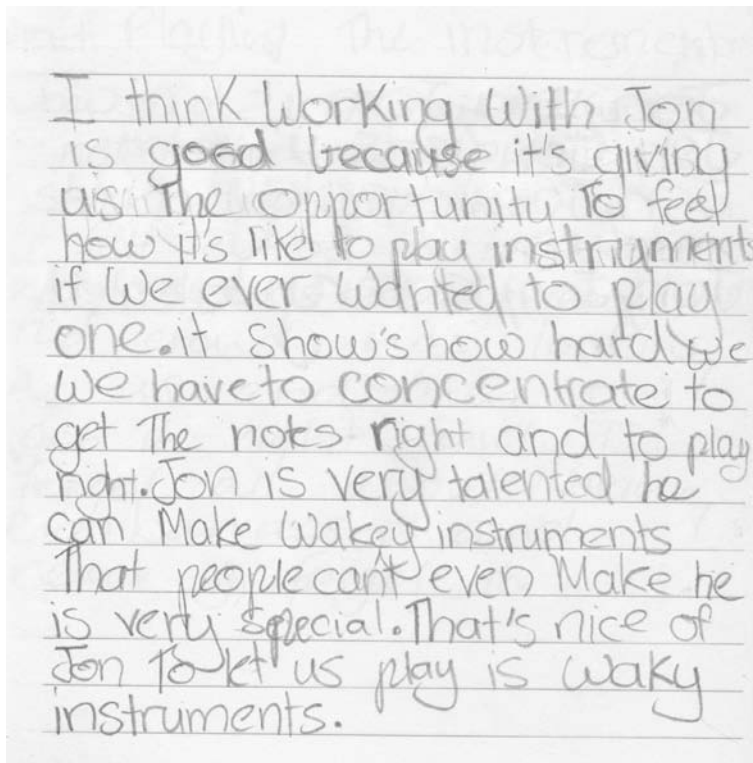 I think Working with Jon
is good because it's giving
us The opportunity To feel
how it's like to play instruments
if we ever wanted to play
one.it show's how hard we
we have to concentrate to
get The notes right and to play
right.Jon is very talented he
can Make Wakey instruments
That people can't even Make he
is very special.That's nice of
Jon To let us play is waky
instruments.